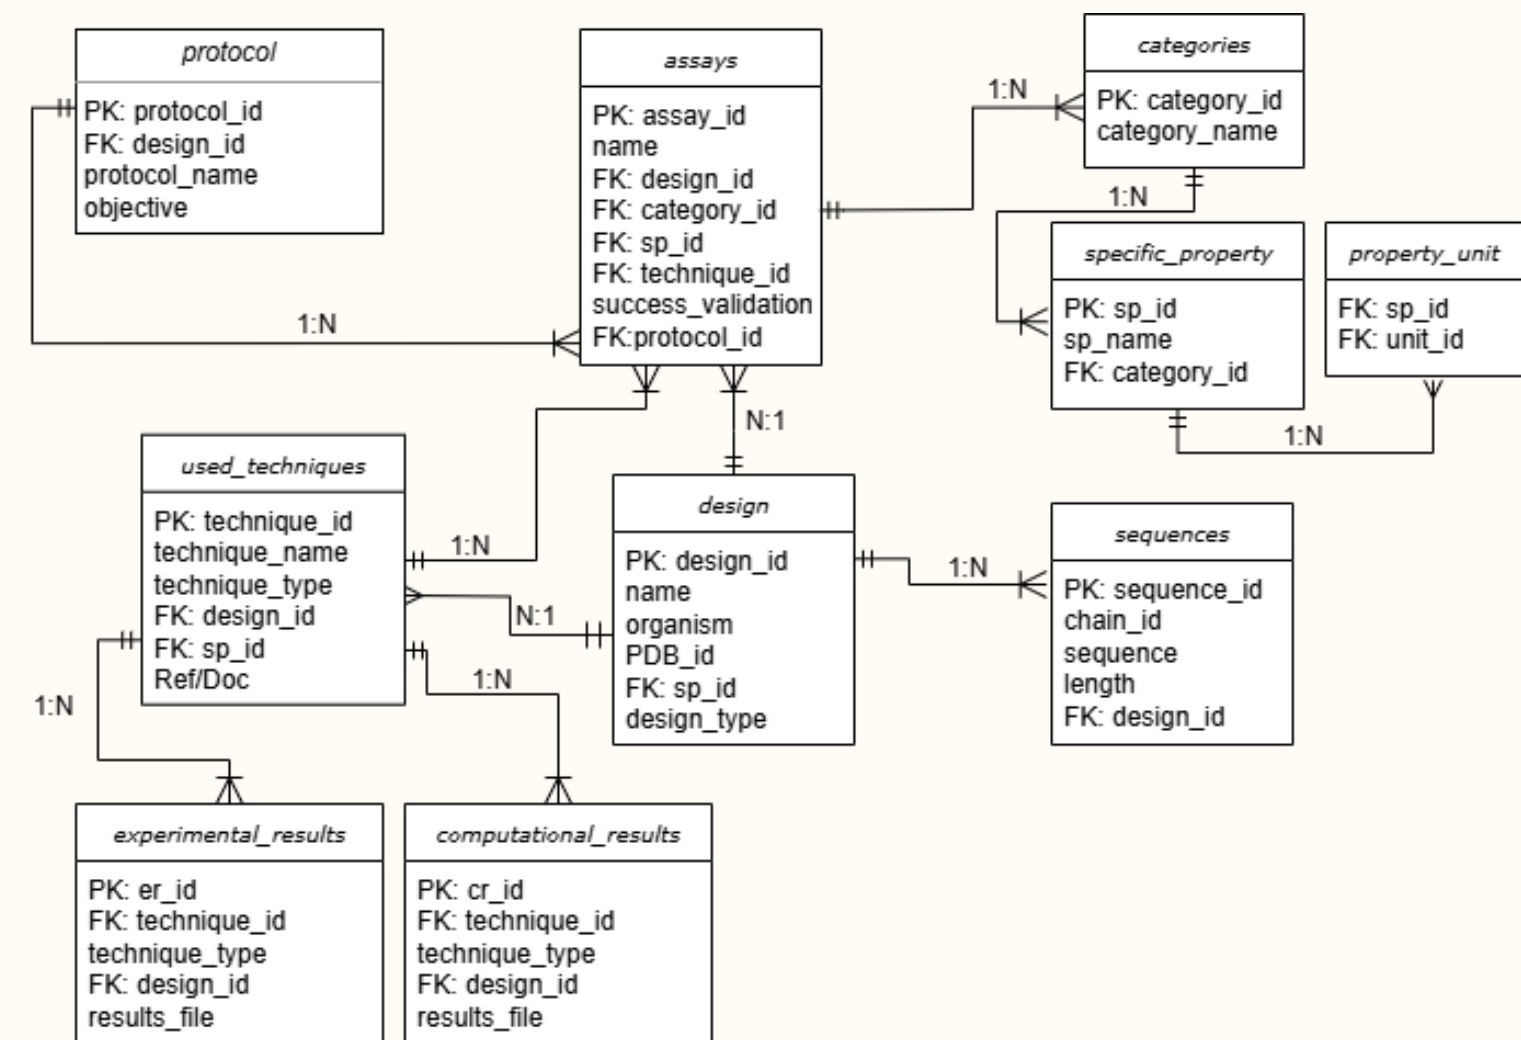 protocol
PK: protocol_id
FK: design_id
protocol_name
objective
assays
PK: assay_id
name
FK: design_id
FK: category_id
FK: sp_id
FK: technique_id
success_validation
FK:protocol_id
categories
PK: category_id
category_name
1:N
1:N
specific_property
PK: sp_id
sp_name
FK: category_id
property_unit
FK: sp_id
FK: unit_id
1:N
1:N
N:1
used_techniques
PK: technique_id
technique_name
technique_type
FK: design_id
FK: sp_id
Ref/Doc
1:N
N:1
design
PK: design_id
name
organism
PDB_id
FK: sp_id
design_type
1:N
sequences
PK: sequence_id
chain_id
sequence
length
FK: design_id
1:N
1:N
experimental_results
PK: er_id
FK: technique_id
technique_type
FK: design_id
results_file
computational_results
PK: cr_id
FK: technique_id
technique_type
FK: design_id
results_file